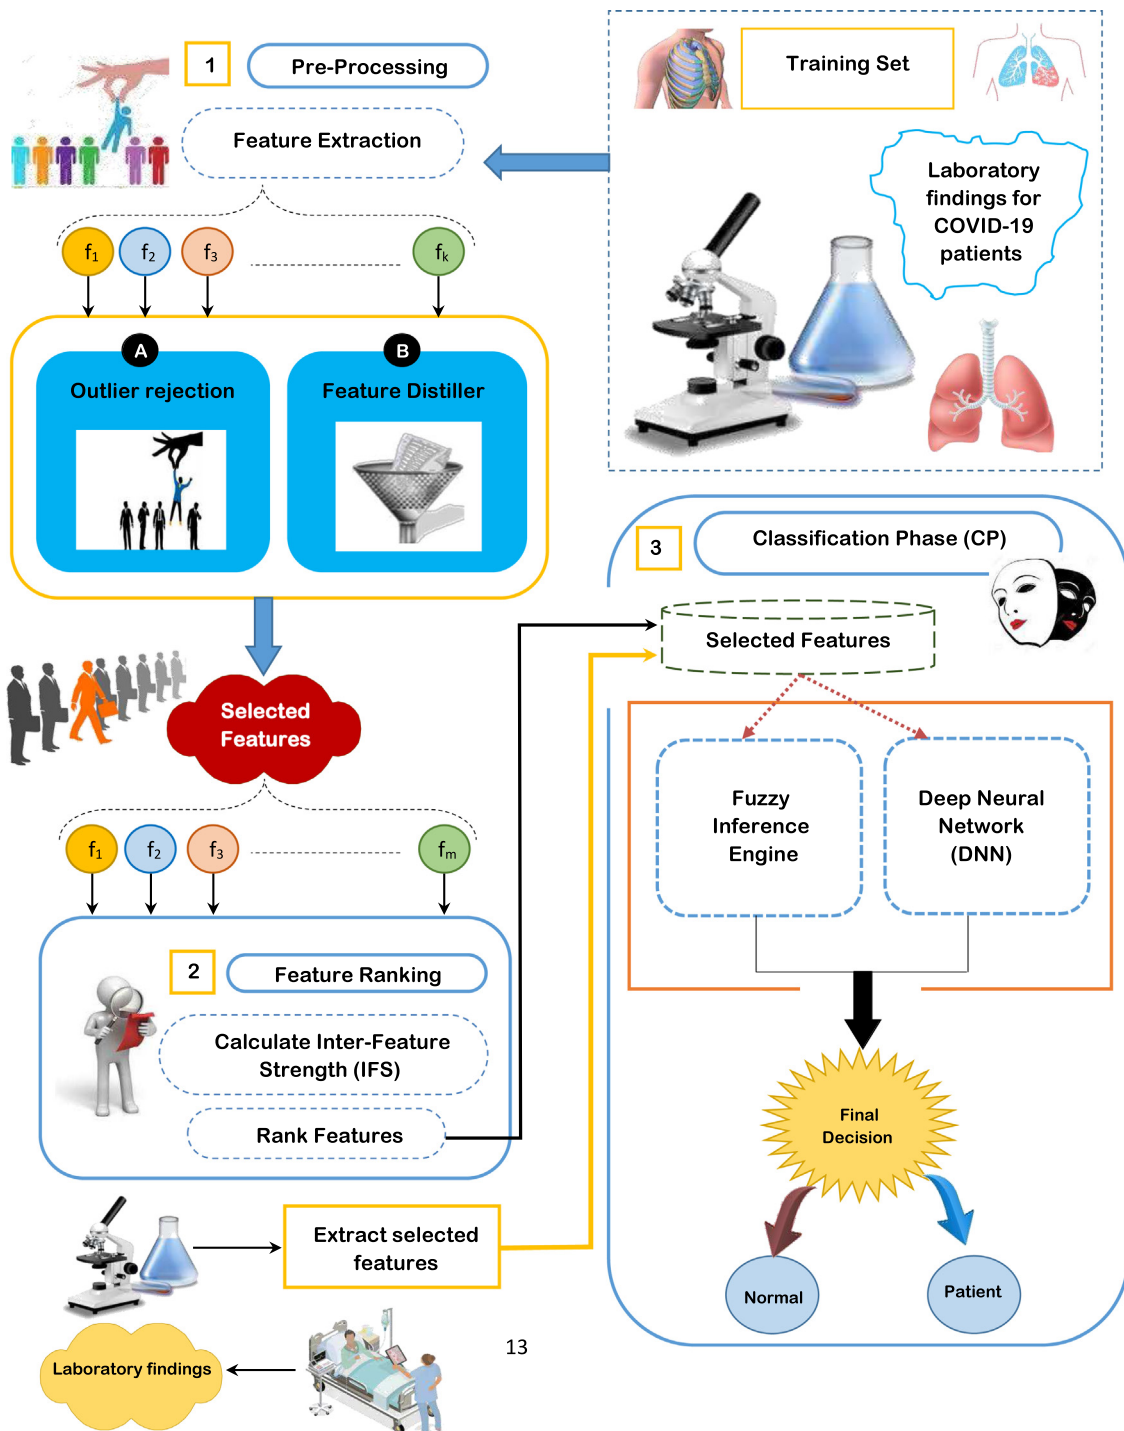 1
Pre-Processing
Feature Extraction
f1
f2
f3
fk
A
Outlier rejection
B
Feature Distiller
Selected
Features
f1
f2
f3
fm
2
Feature Ranking
Calculate Inter-Feature
Strength (IFS)
Rank Features
Extract selected
features
Laboratory findings
13
Training Set
Laboratory
findings for
COVID-19
patients
3
Classification Phase (CP)
Selected Features
Fuzzy
Inference
Engine
Deep Neural
Network
(DNN)
Final
Decision
Normal
Patient